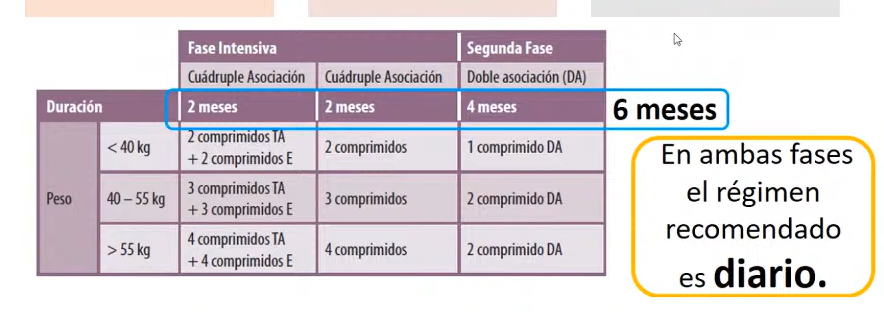 Fase Intensiva Segunda Fase
Cuádruple Asociación Cuádruple Asociación Doble asociación (DA)
Duración 2 meses 2 meses 4 meses 6 meses
Peso
< 40 kg
2 comprimidos TA
+ 2 comprimidos E
2 comprimidos
1 comprimido DA
40 – 55 kg
3 comprimidos TA
+ 3 comprimidos E
3 comprimidos
2 comprimido DA
> 55 kg
4 comprimidos TA
+ 4 comprimidos E
4 comprimidos
2 comprimido DA
En ambas fases
el régimen
recomendado
es diario.